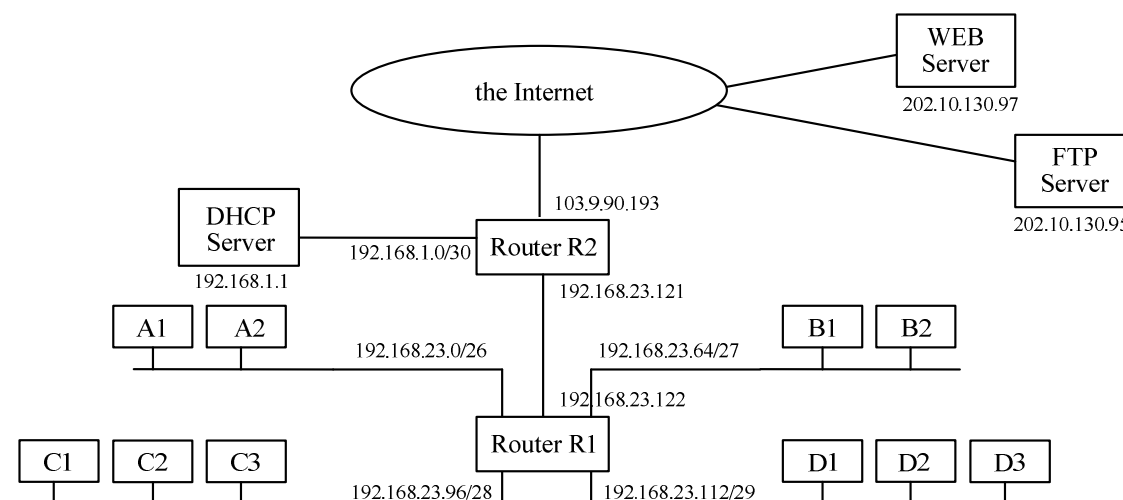 WEB
Server
202.10.130.97
the Internet
FTP
Server
202.10.130.95
103.9.90.193
DHCP
Server
192.168.1.0/30
Router R2
192.168.1.1
192.168.23.121
A1
A2
B1
B2
192.168.23.0/26
192.168.23.64/27
192.168.23.122
Router R1
C1
C2
C3
D1
D2
D3
192.168.23.96/28
192.168.23.112/29